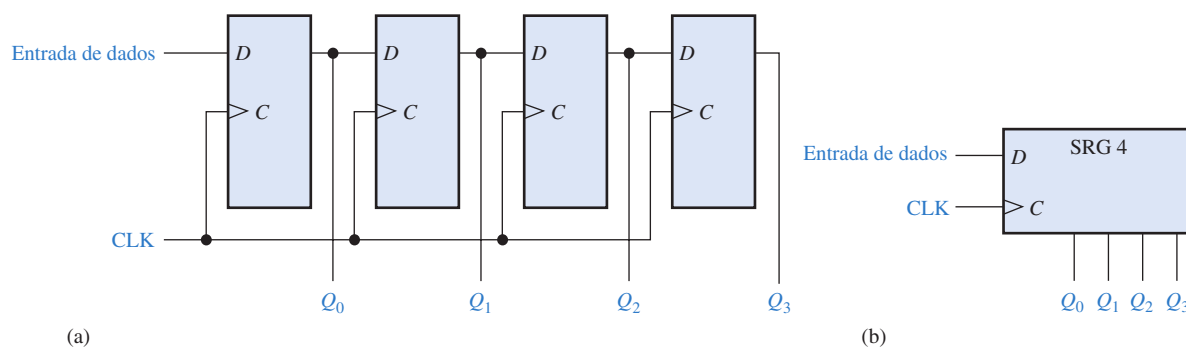 Entrada de dados
D
D
D
D
C
C
C
C
CLK
Q0
Q1
Q2
Q3
(a)
SRG 4
Entrada de dados
D
CLK
C
Q0 Q1 Q2 Q3
(b)